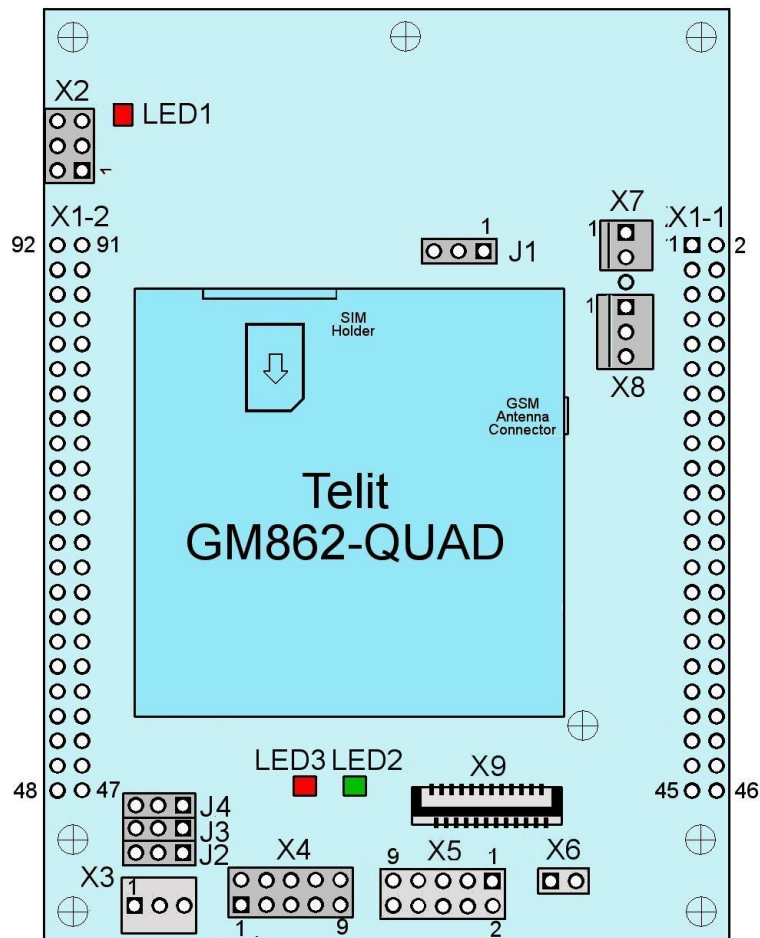 X2
LED1
1
X1-2
92 91
X7
1
X1-1
1 2
1
J1
1
X8
SIM
Holder
GSM
Antenna
Connector
Telit
GM862-QUAD
LED3 LED2
X9
48 47
45 46
J4
J3
J2
X3
1
X4
1 9
9 X5 1
2
X6